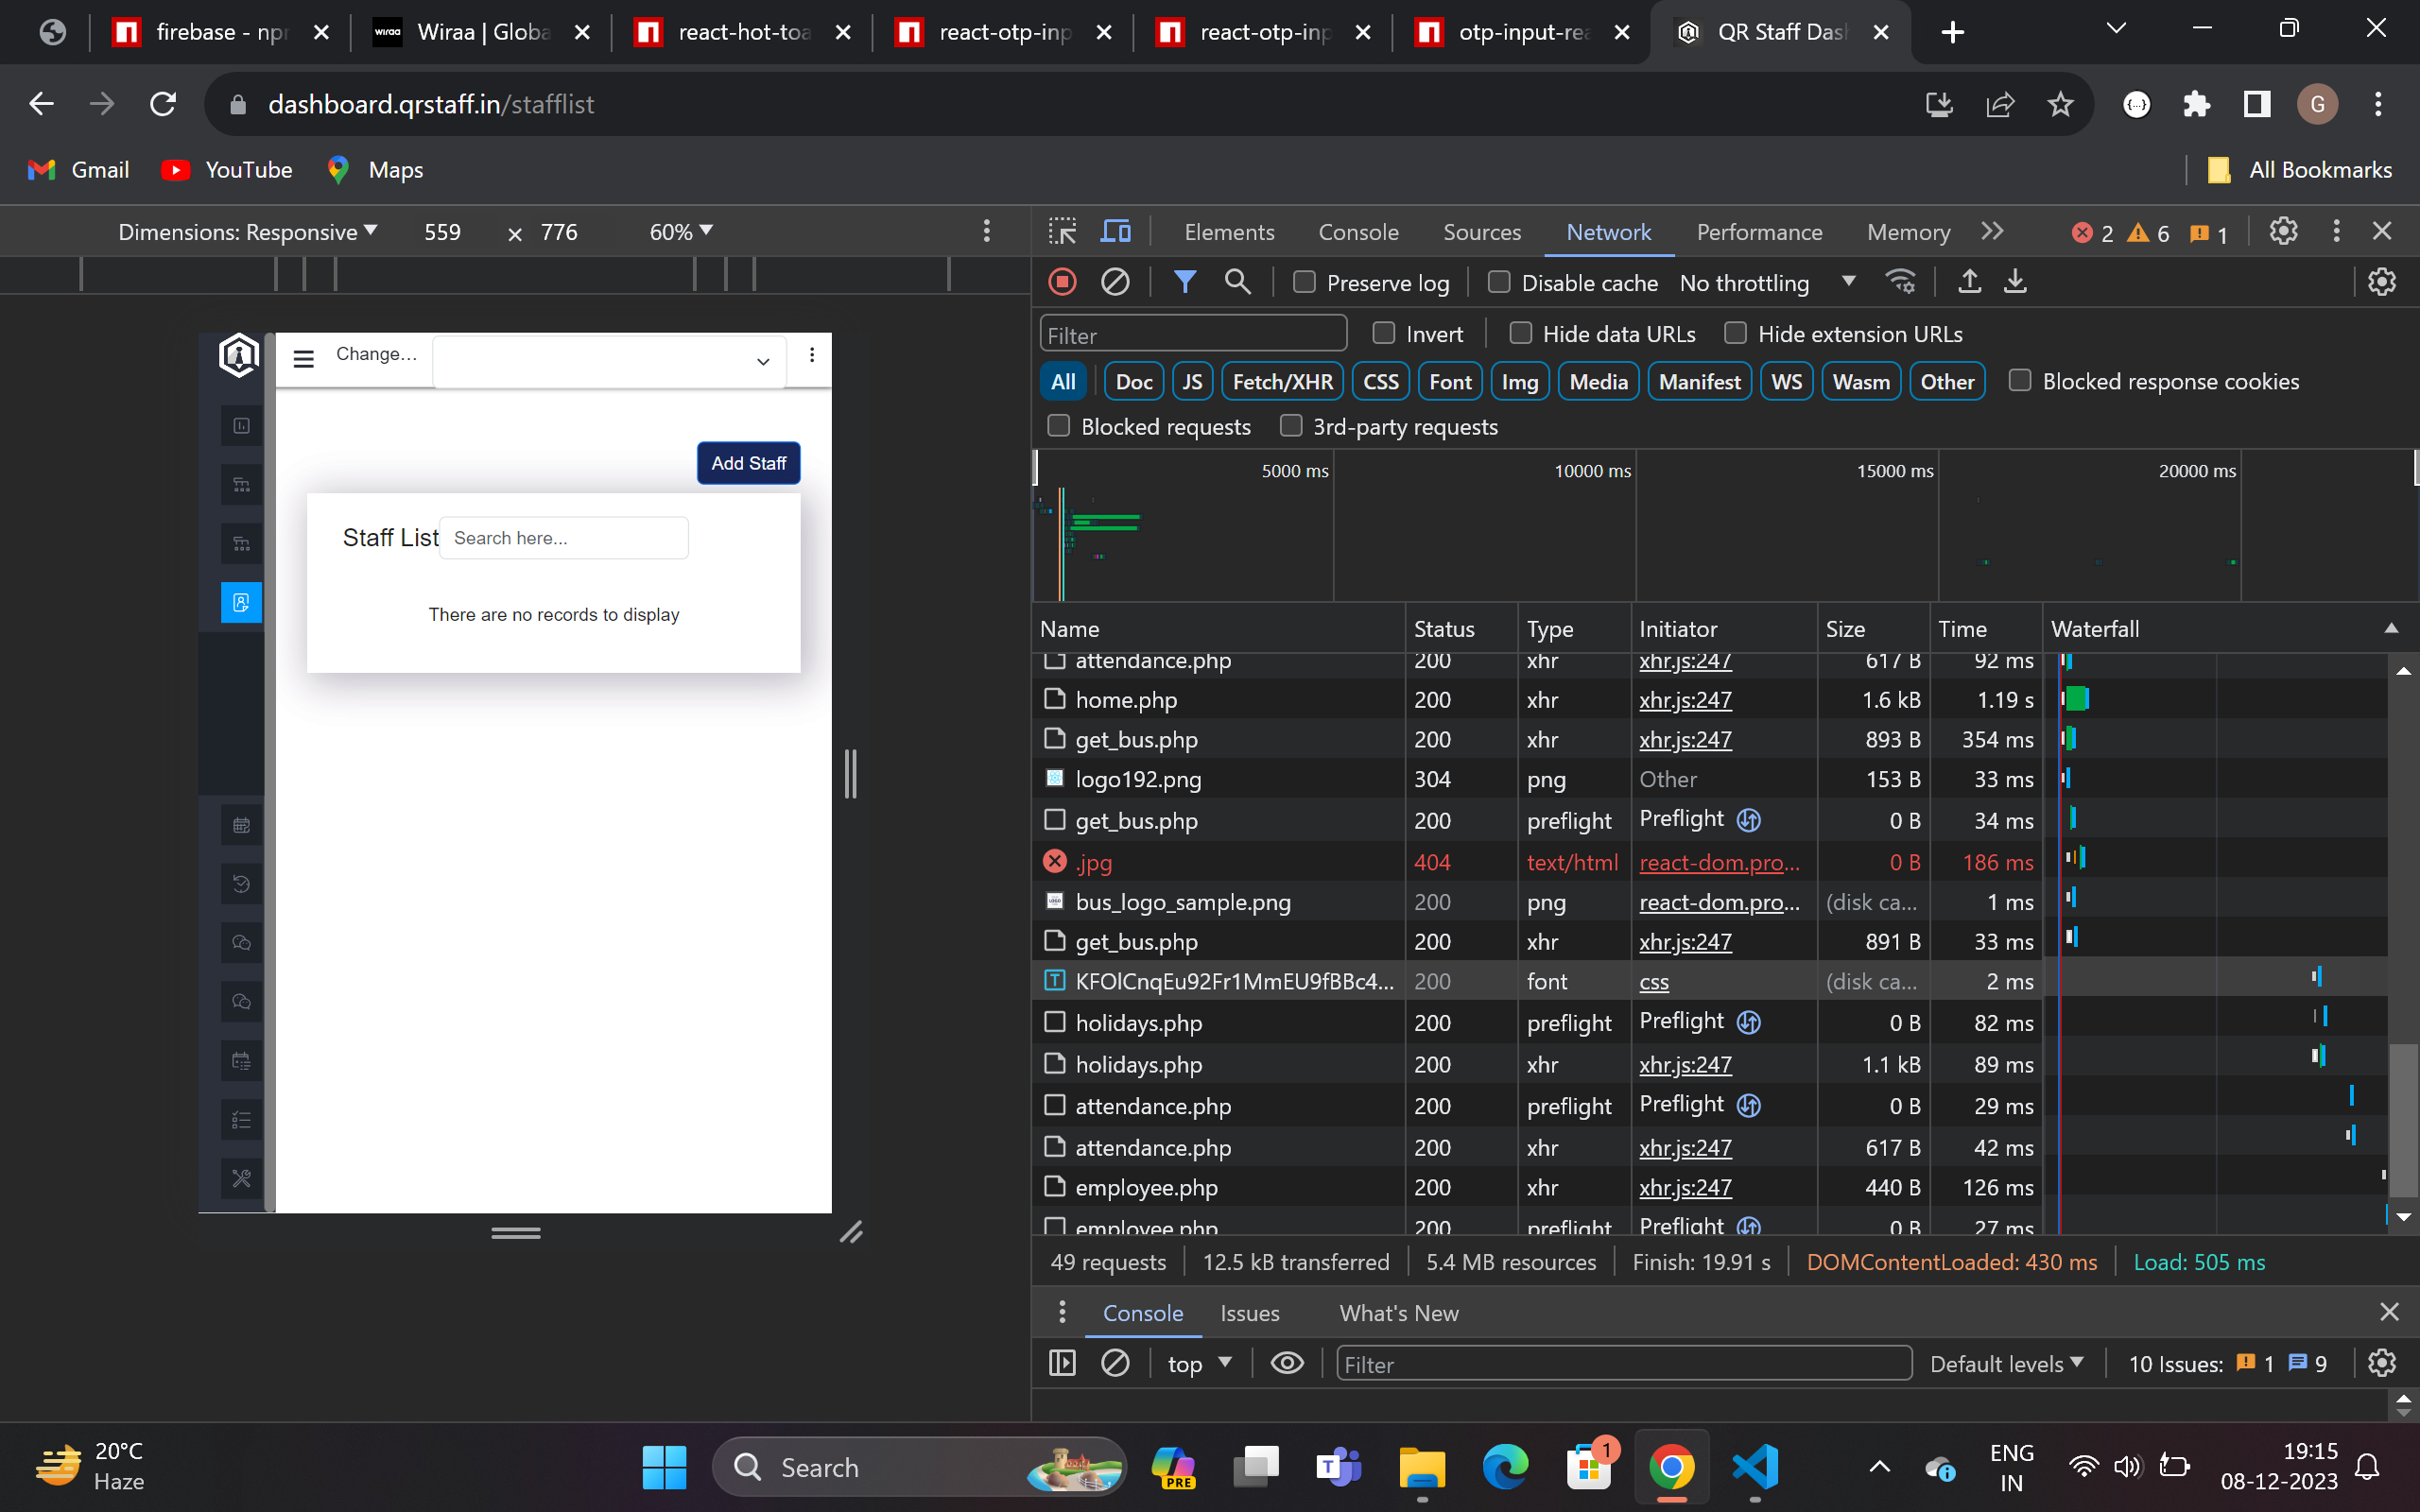 firebase - npr
Wiraa | Globa
react-hot-toa
react-otp-inp
react-otp-inp
otp-input-rea
QR Staff Dash
dashboard.qrstaff.in/stafflist
G
Gmail
YouTube
Maps
All Bookmarks
Dimensions: Responsive 559 × 776 60%
Elements Console Sources Network Performance Memory 2 6 1
Preserve log Disable cache No throttling
Filter Invert Hide data URLs Hide extension URLs
All Doc JS Fetch/XHR CSS Font Img Media Manifest WS Wasm Other Blocked response cookies
Blocked requests 3rd-party requests
5000 ms 10000 ms 15000 ms 20000 ms
Change...
Add Staff
Staff List Search here...
There are no records to display
Name Status Type Initiator Size Time Waterfall
attendance.php 200 xhr xhr.js:247 617 B 92 ms
home.php 200 xhr xhr.js:247 1.6 kB 1.19 s
get_bus.php 200 xhr xhr.js:247 893 B 354 ms
logo192.png 304 png Other 153 B 33 ms
get_bus.php 200 preflight Preflight 0 B 34 ms
.jpg 404 text/html react-dom.pro... 0 B 186 ms
bus_logo_sample.png 200 png react-dom.pro... (disk ca... 1 ms
get_bus.php 200 xhr xhr.js:247 891 B 33 ms
KFOlCnqEu92Fr1MmEU9fBBc4... 200 font css (disk ca... 2 ms
holidays.php 200 preflight Preflight 0 B 82 ms
holidays.php 200 xhr xhr.js:247 1.1 kB 89 ms
attendance.php 200 preflight Preflight 0 B 29 ms
attendance.php 200 xhr xhr.js:247 617 B 42 ms
employee.php 200 xhr xhr.js:247 440 B 126 ms
employee.php 200 preflight Preflight 0 B 27 ms
49 requests 12.5 kB transferred 5.4 MB resources Finish: 19.91 s DOMContentLoaded: 430 ms Load: 505 ms
Console Issues What's New
top Filter Default levels 10 Issues: 1 9
20°C
Haze
Search
PRE
1
ENG
IN
19:15
08-12-2023